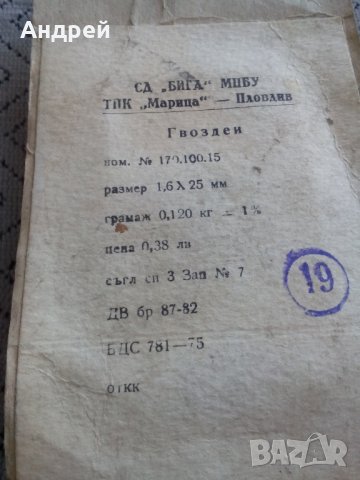 Андрей
СД „БИГА“ МПБУ
ТПК „Марица“ — Пловдив
Гвоздеи
ном. № 170.100.15
размер 1,6 X 25 мм
грамаж 0,120 кг — 1%
цена 0,38 лв
съгл сп 3 Зап № 7
ДВ бр 87-82
БДС 781—75
ОТКК
19
BAZAR